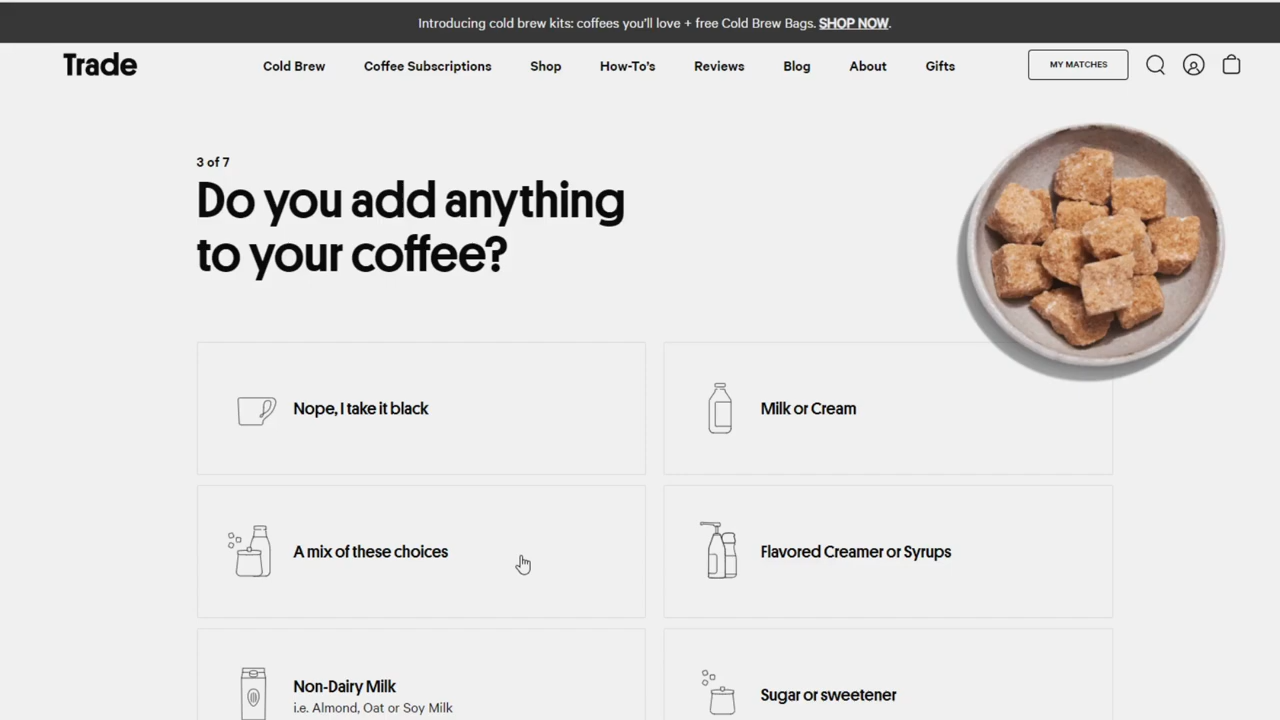 Introducing cold brew kits: coffees you'll love + free Cold Brew Bags. SHOP NOW.
Trade
Cold Brew
Coffee Subscriptions
Shop
How-To's
Reviews
Blog
About
Gifts
MY MATCHES
3 of 7
Do you add anything
to your coffee?
Nope, I take it black
Milk or Cream
A mix of these choices
Flavored Creamer or Syrups
Non-Dairy Milk
i.e. Almond, Oat or Soy Milk
Sugar or sweetener